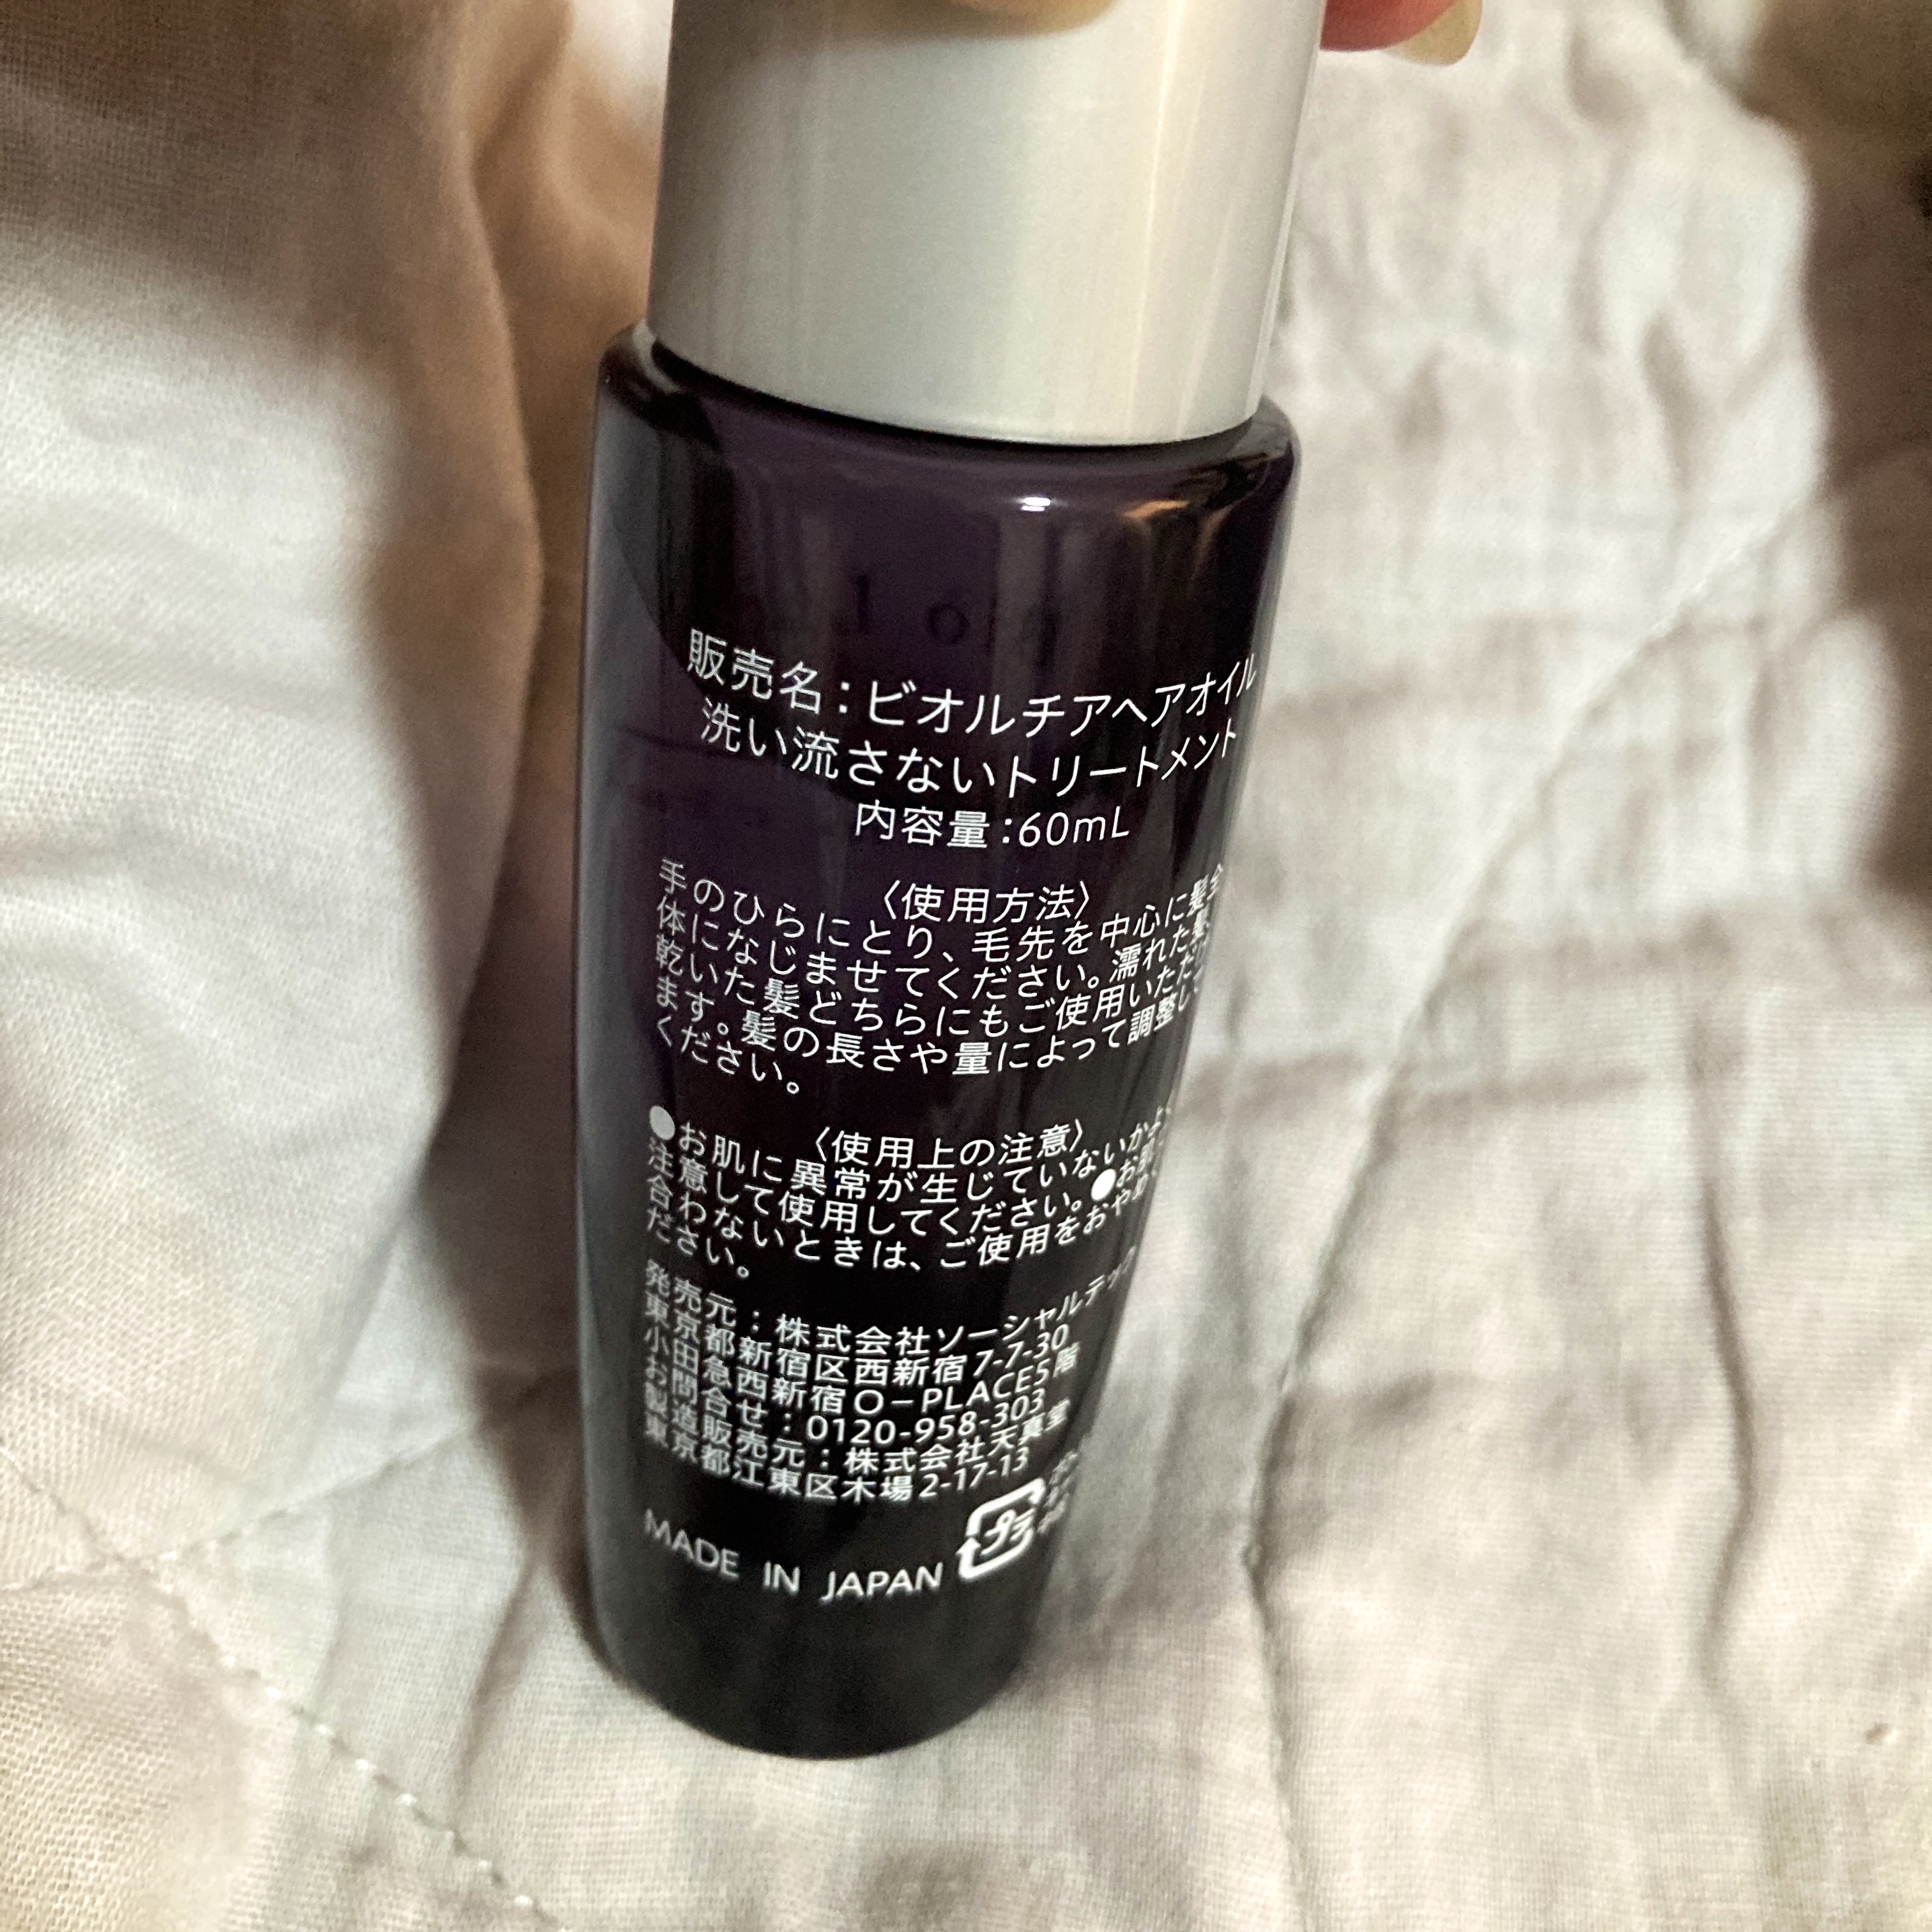 販売名:ビオルチアヘアオイル
洗い流さないトリートメント
内容量:60mL
〈使用方法〉
手のひらにとり、毛先を中心に髪全
体になじませてください。濡れた髪
乾いた髪どちらにもご使用いただけ
ます。髪の長さや量によって調整して
ください。
〈使用上の注意〉
●お肌に異常が生じていないかよく
注意して使用してください。●お肌に
合わないときは、ご使用をおやめく
ださい。
発売元:株式会社ソーシャルテック
東京都新宿区西新宿7-7-30
小田急西新宿O-PLACE5階
お問合せ:0120-958-303
製造販売元:株式会社天真堂
東京都江東区木場2-17-13
MADE IN JAPAN
プラ